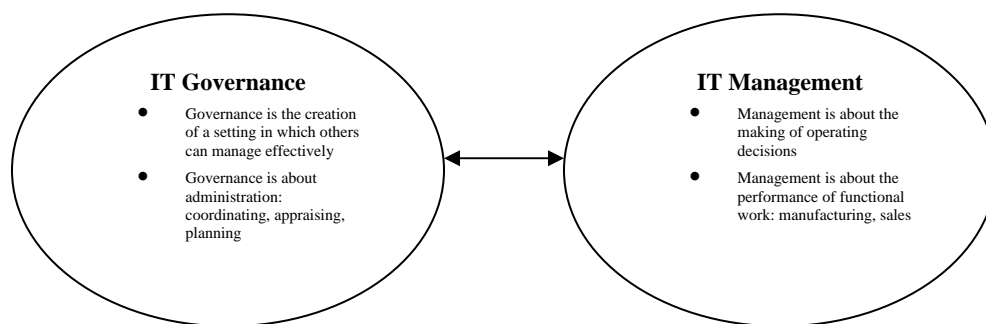 IT Governance
• Governance is the creation
of a setting in which others
can manage effectively
• Governance is about
administration:
coordinating, appraising,
planning
IT Management
• Management is about the
making of operating
decisions
• Management is about the
performance of functional
work: manufacturing, sales